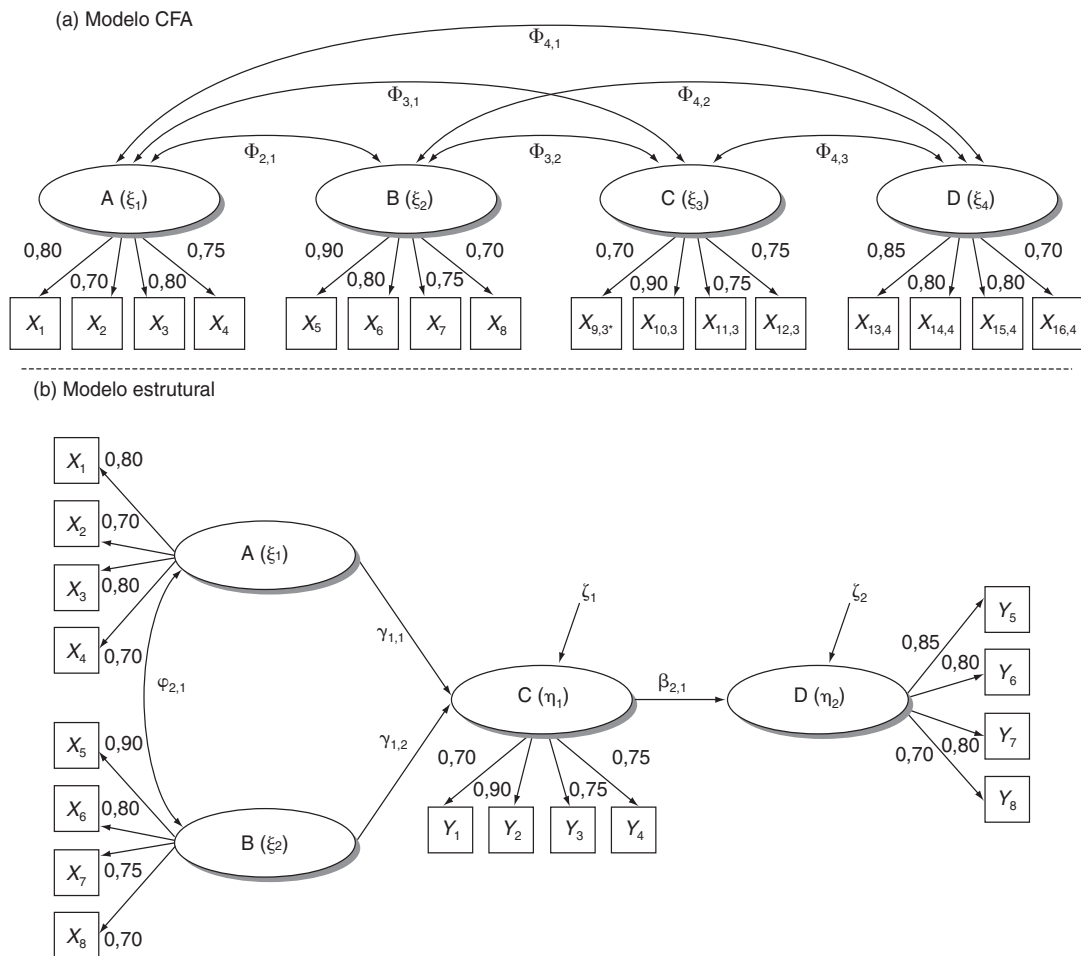 (a) Modelo CFA
Φ4,1
Φ3,1
Φ4,2
Φ2,1
Φ3,2
Φ4,3
A (ξ1)
B (ξ2)
C (ξ3)
D (ξ4)
0,80 0,70 0,80 0,75
0,90 0,80 0,75 0,70
0,70 0,90 0,75 0,75
0,85 0,80 0,80 0,70
X1 X2 X3 X4
X5 X6 X7 X8
X9,3* X10,3 X11,3 X12,3
X13,4 X14,4 X15,4 X16,4
(b) Modelo estrutural
X1 0,80
X2 0,70
X3 0,80
X4 0,70
A (ξ1)
φ2,1
X5 0,90
X6 0,80
X7 0,75
X8 0,70
B (ξ2)
γ1,1
γ1,2
ζ1
C (η1)
0,70 0,90 0,75 0,75
Y1 Y2 Y3 Y4
β2,1
ζ2
D (η2)
0,85 Y5
0,80 Y6
0,80 Y7
0,70 Y8